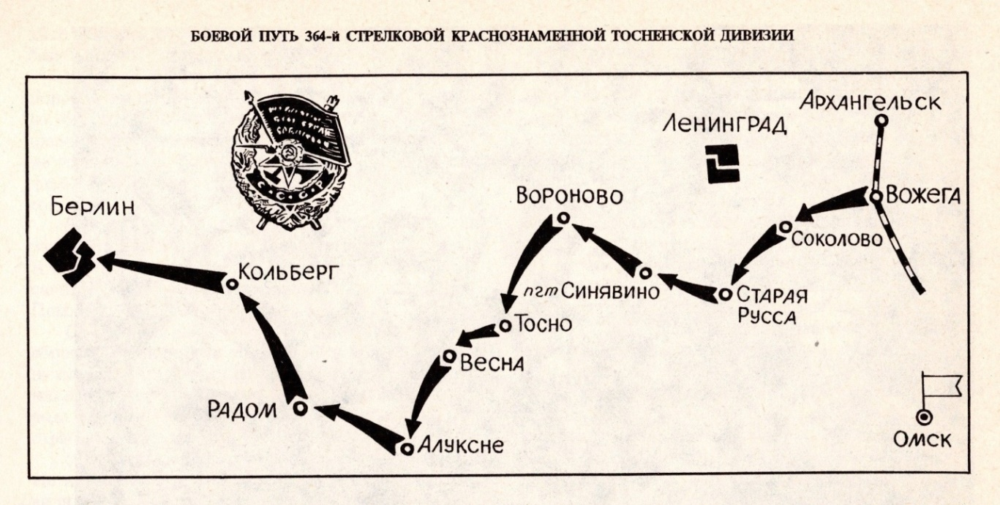 БОЕВОЙ ПУТЬ 364-й СТРЕЛКОВОЙ КРАСНОЗНАМЕННОЙ ТОСНЕНСКОЙ ДИВИЗИИ
АРХАНГЕЛЬСК
ЛЕНИНГРАД
ВОРОНОВО
ВОЖЕГА
БЕРЛИН
СОКОЛОВО
КОЛЬБЕРГ
пгт СИНЯВИНО
СТАРАЯ
РУССА
ТОСНО
ВЕСНА
РАДОМ
АЛУКСНЕ
ОМСК
С С С Р